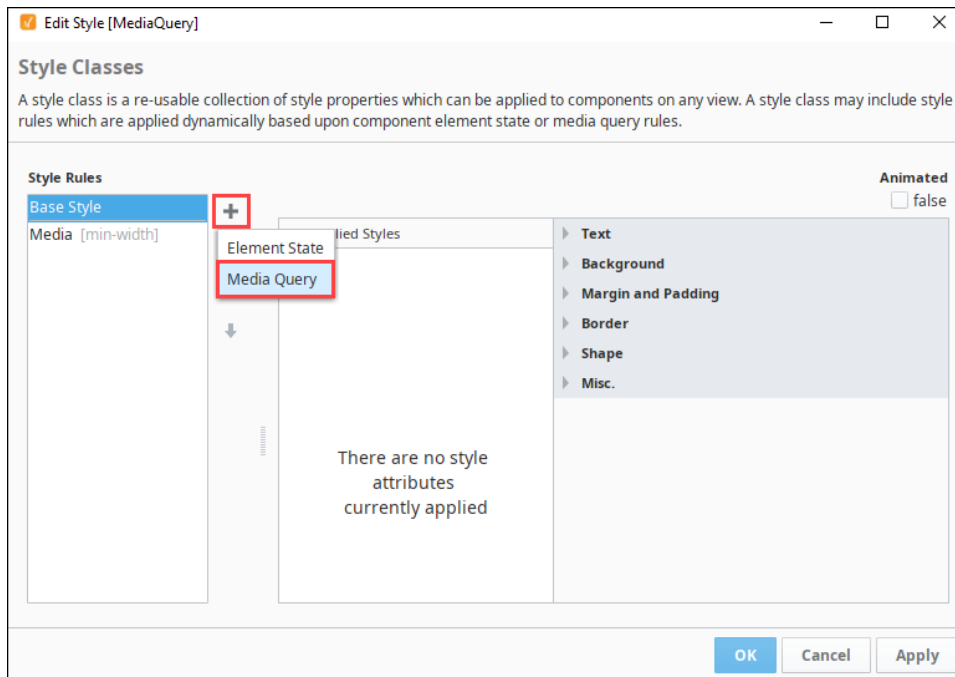 Edit Style [MediaQuery]
Style Classes
A style class is a re-usable collection of style properties which can be applied to components on any view. A style class may include style
rules which are applied dynamically based upon component element state or media query rules.
Style Rules
Animated
Base Style
false
Media [min-width]
lied Styles
Element State
Media Query
Text
Background
Margin and Padding
Border
Shape
Misc.
There are no style
attributes
currently applied
OK
Cancel
Apply